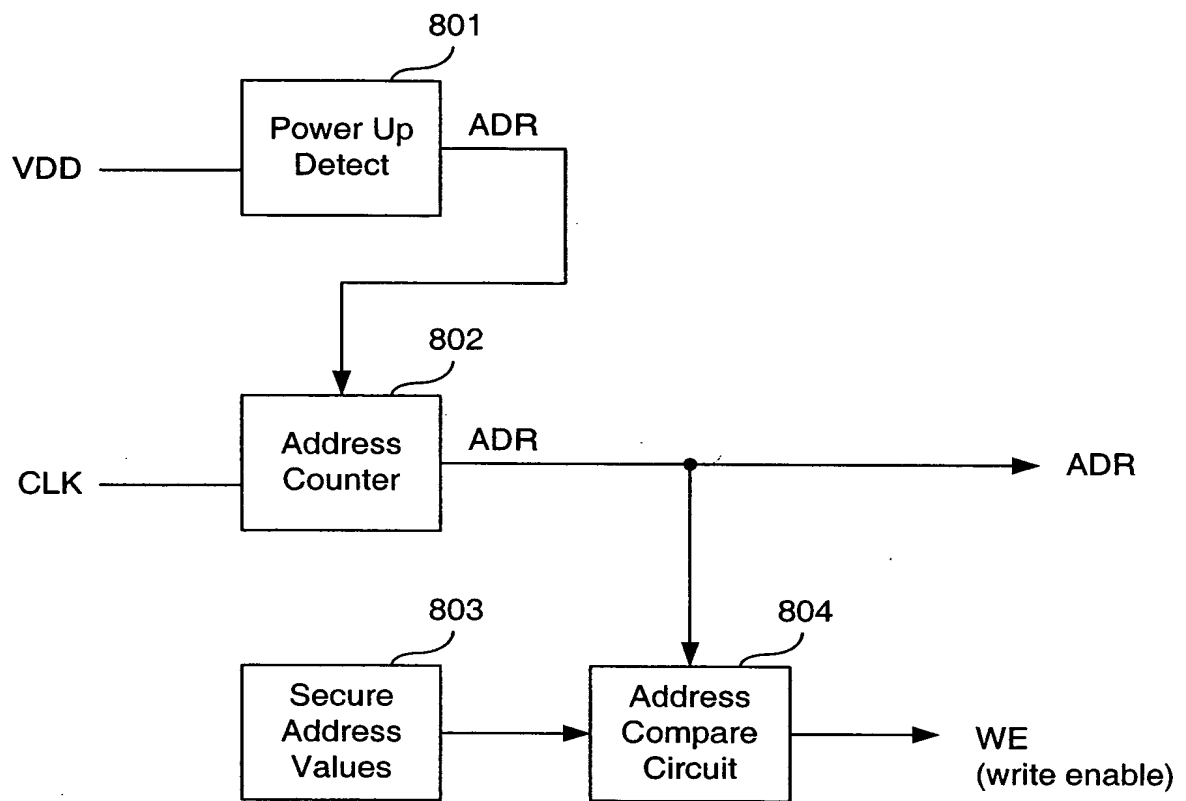 801
Power Up
Detect
ADR
VDD
802
Address
Counter
ADR
ADR
CLK
803
Secure
Address
Values
804
Address
Compare
Circuit
WE
(write enable)